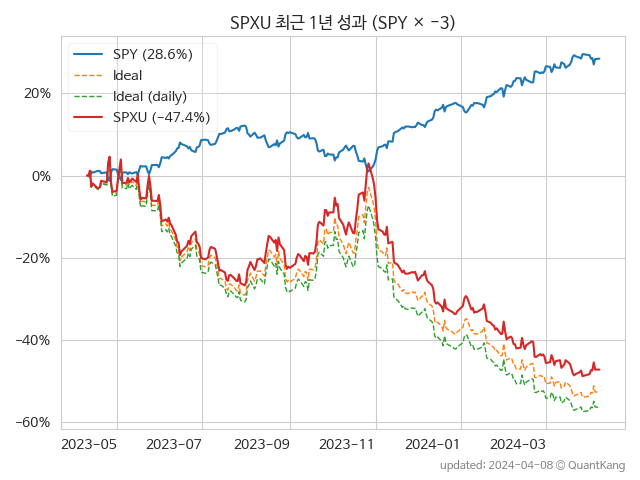 SPXU 최근 1년 성과 (SPY × −3)
SPY (28.6%)
Ideal
Ideal (daily)
SPXU (−47.4%)
20%
0%
−20%
−40%
−60%
2023-05 2023-07 2023-09 2023-11 2024-01 2024-03
updated: 2024-04-08 © QuantKang